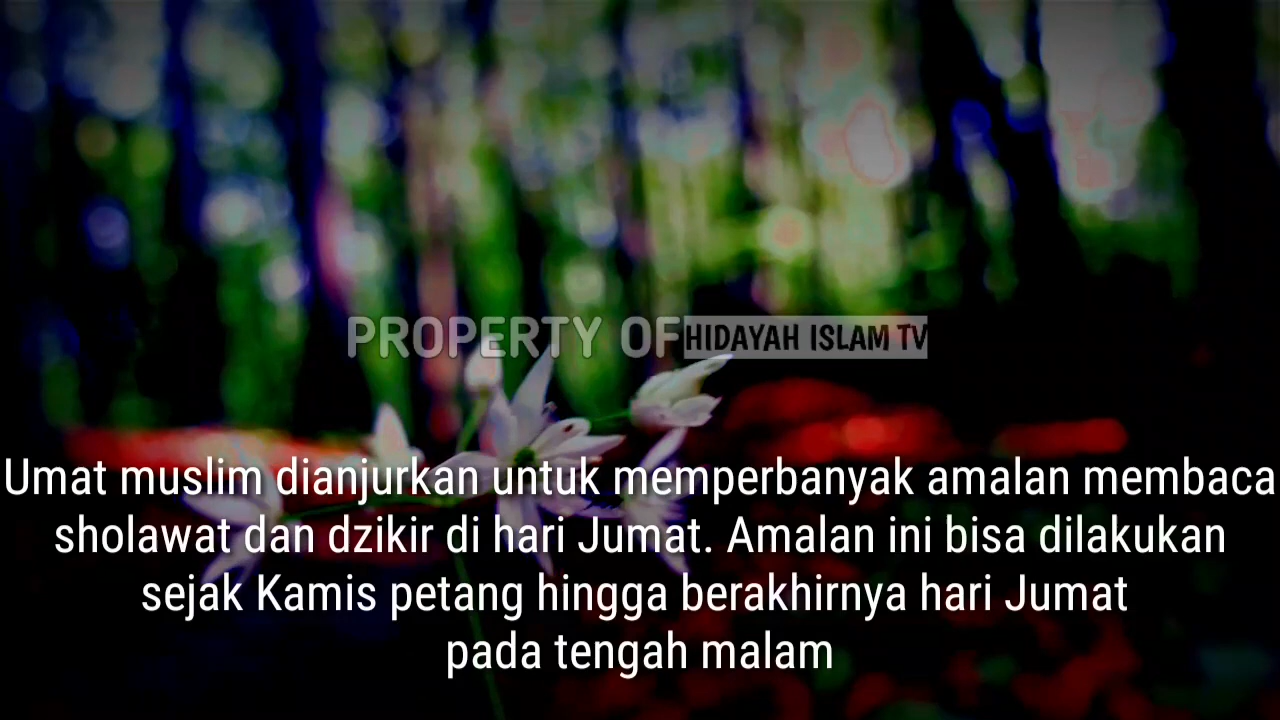 PROPERTY OF HIDAYAH ISLAM TV
Umat muslim dianjurkan untuk memperbanyak amalan membaca
sholawat dan dzikir di hari Jumat. Amalan ini bisa dilakukan
sejak Kamis petang hingga berakhirnya hari Jumat
pada tengah malam